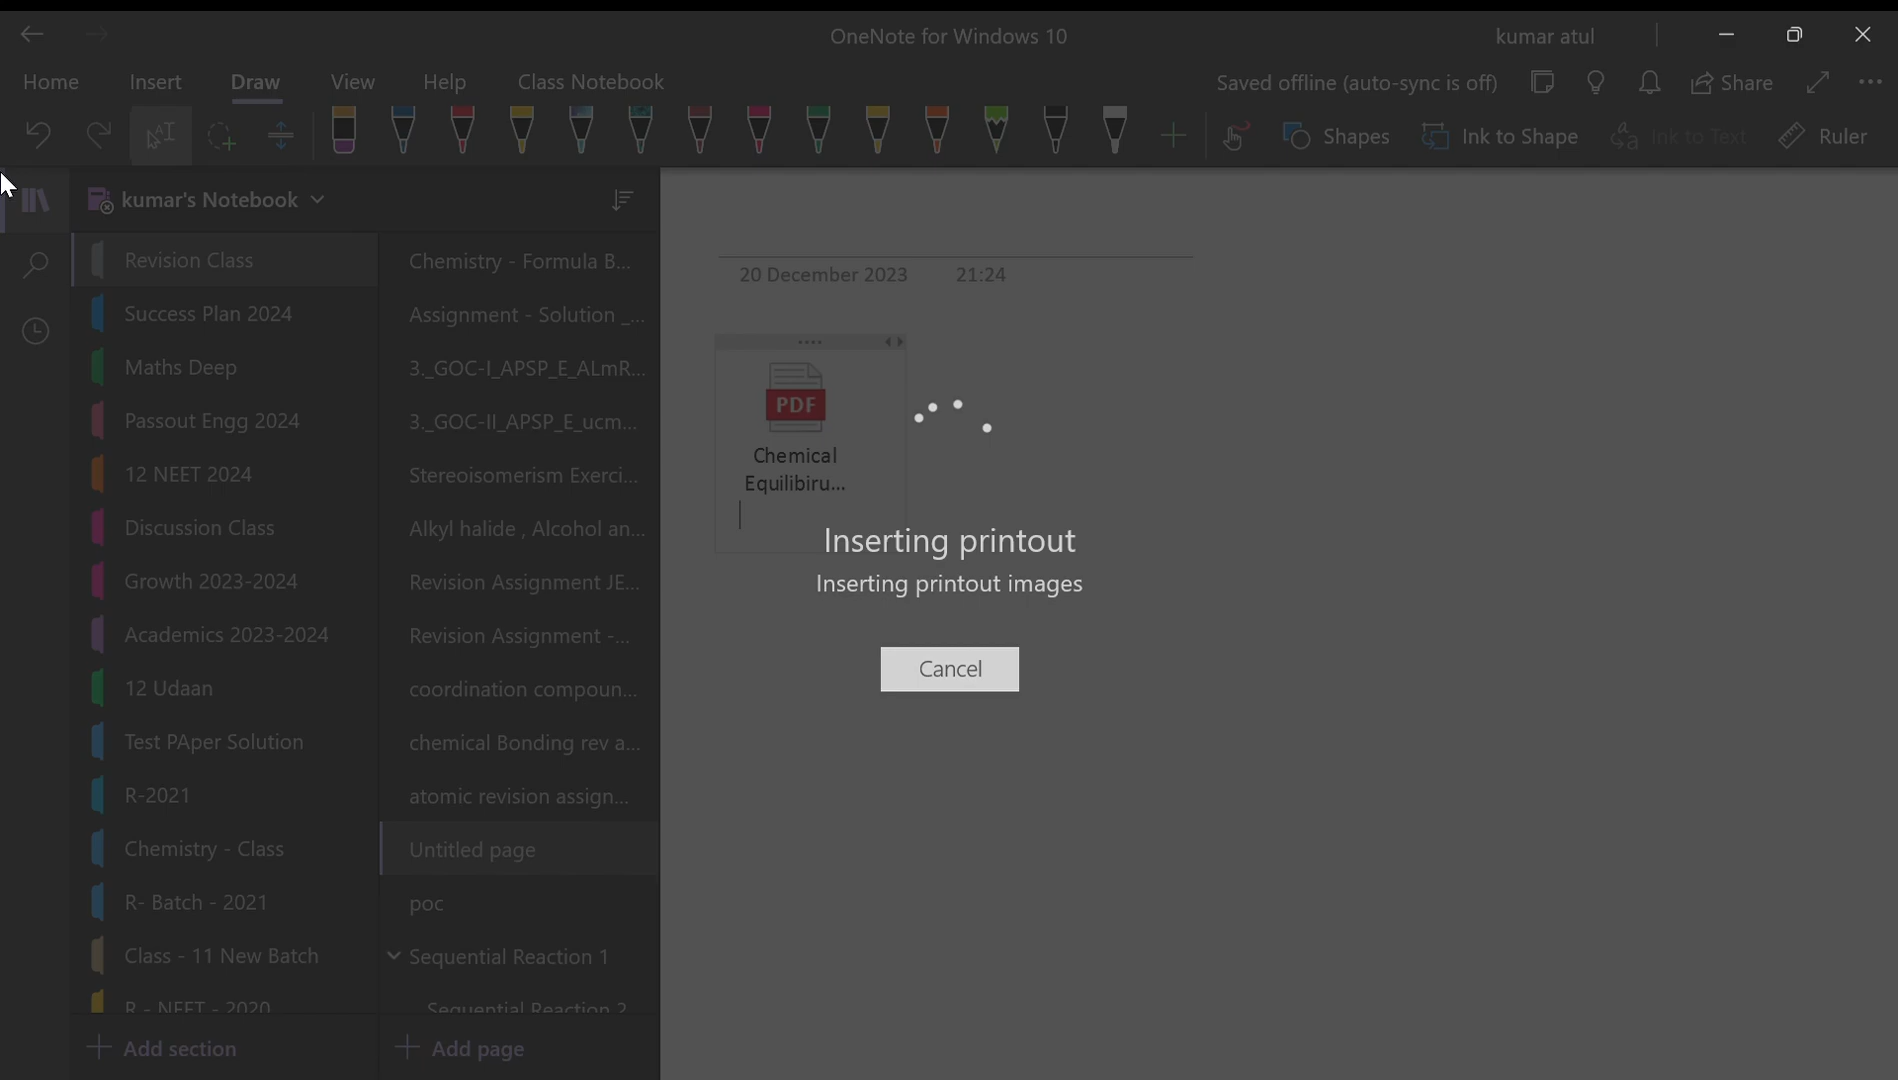 OneNote for Windows 10
kumar atul
Home Insert Draw View Help Class Notebook
Saved offline (auto-sync is off) Share
Shapes Ink to Shape Ink to Text Ruler
kumar's Notebook
Revision Class
Success Plan 2024
Maths Deep
Passout Engg 2024
12 NEET 2024
Discussion Class
Growth 2023-2024
Academics 2023-2024
12 Udaan
Test PAper Solution
R-2021
Chemistry - Class
R- Batch - 2021
Class - 11 New Batch
R - NEET - 2020
Add section
Chemistry - Formula B...
Assignment - Solution _...
3._GOC-I_APSP_E_ALmR...
3._GOC-II_APSP_E_ucm...
Stereoisomerism Exerci...
Alkyl halide , Alcohol an...
Revision Assignment JE...
Revision Assignment -...
coordination compoun...
chemical Bonding rev a...
atomic revision assign...
Untitled page
poc
Sequential Reaction 1
Sequential Reaction 2
Add page
20 December 2023 21:24
PDF
Chemical
Equilibiru...
Inserting printout
Inserting printout images
Cancel